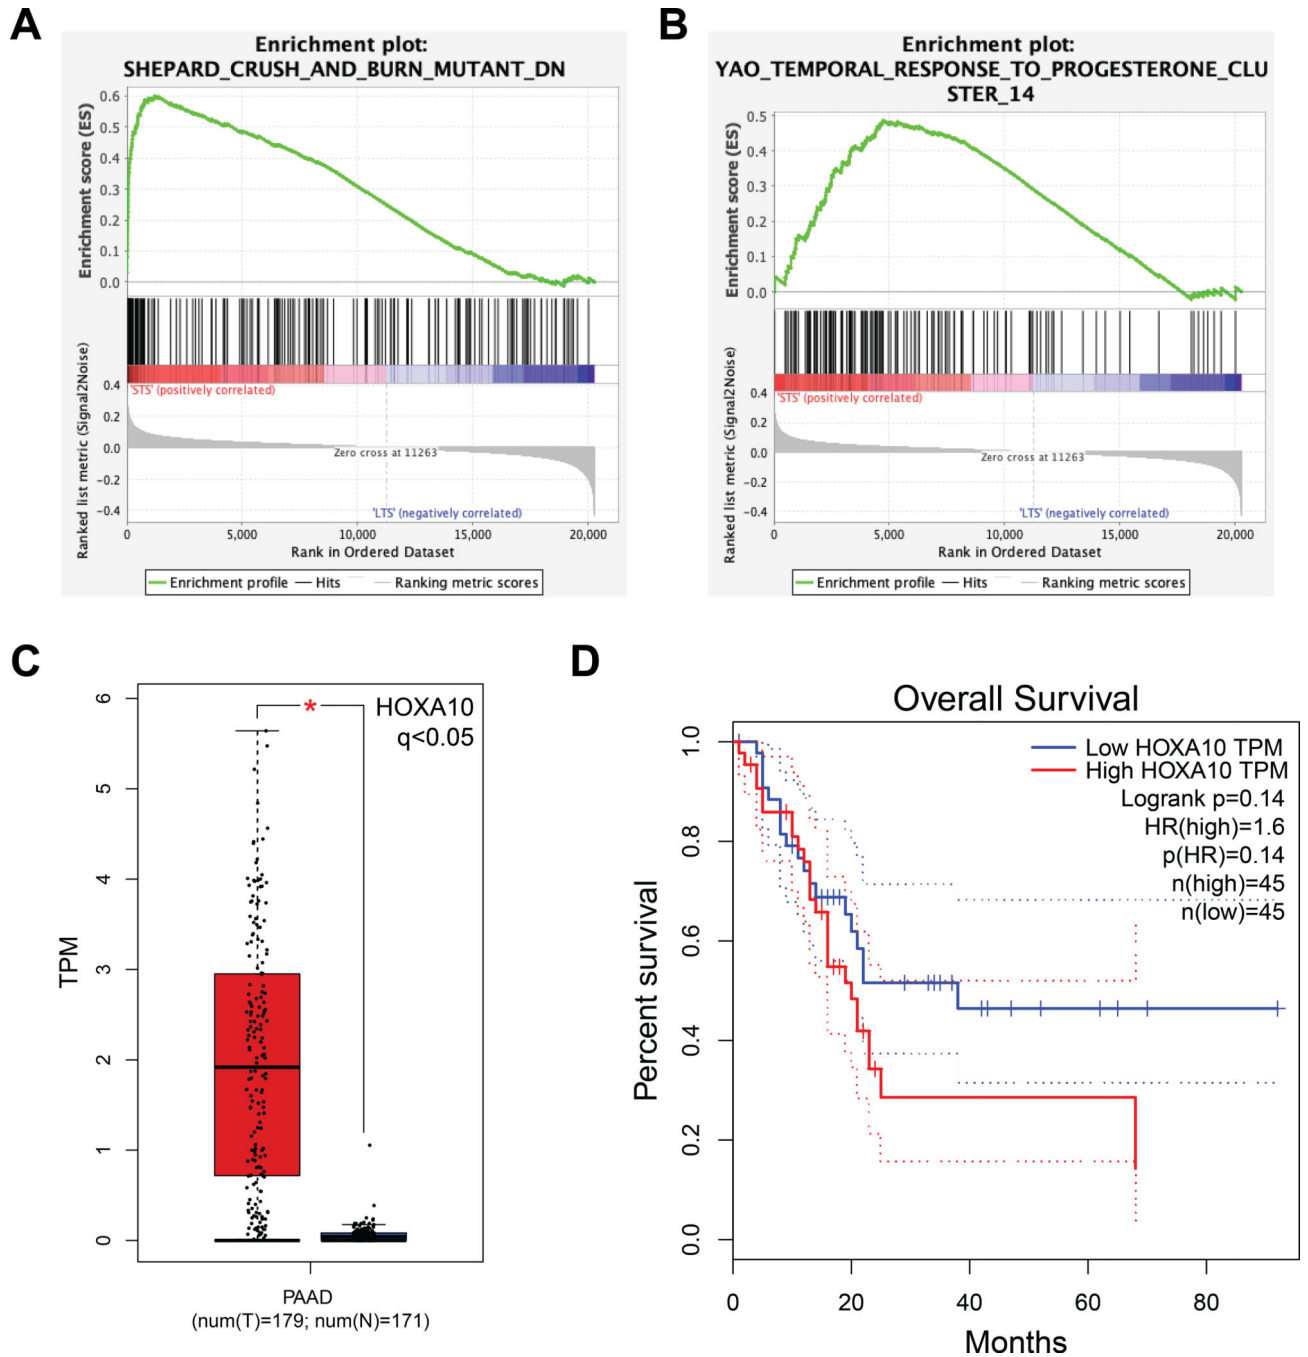 A
Enrichment plot:
SHEPARD_CRUSH_AND_BURN_MUTANT_DN
Enrichment score (ES)
0.6
0.5
0.4
0.3
0.2
0.1
0.0
Ranked list metric (Signal2Noise)
'STS' (positively correlated)
0.4
0.2
0.0
-0.2
-0.4
Zero cross at 11263
'LTS' (negatively correlated)
0 5,000 10,000 15,000 20,000
Rank in Ordered Dataset
Enrichment profile Hits Ranking metric scores
B
Enrichment plot:
YAO_TEMPORAL_RESPONSE_TO_PROGESTERONE_CLU
STER_14
Enrichment score (ES)
0.5
0.4
0.3
0.2
0.1
0.0
Ranked list metric (Signal2Noise)
'STS' (positively correlated)
0.4
0.2
0.0
-0.2
-0.4
Zero cross at 11263
'LTS' (negatively correlated)
0 5,000 10,000 15,000 20,000
Rank in Ordered Dataset
Enrichment profile Hits Ranking metric scores
C
HOXA10
q<0.05
*
TPM
6
5
4
3
2
1
0
PAAD
(num(T)=179; num(N)=171)
D
Overall Survival
Low HOXA10 TPM
High HOXA10 TPM
Logrank p=0.14
HR(high)=1.6
p(HR)=0.14
n(high)=45
n(low)=45
Percent survival
1.0
0.8
0.6
0.4
0.2
0.0
0 20 40 60 80
Months